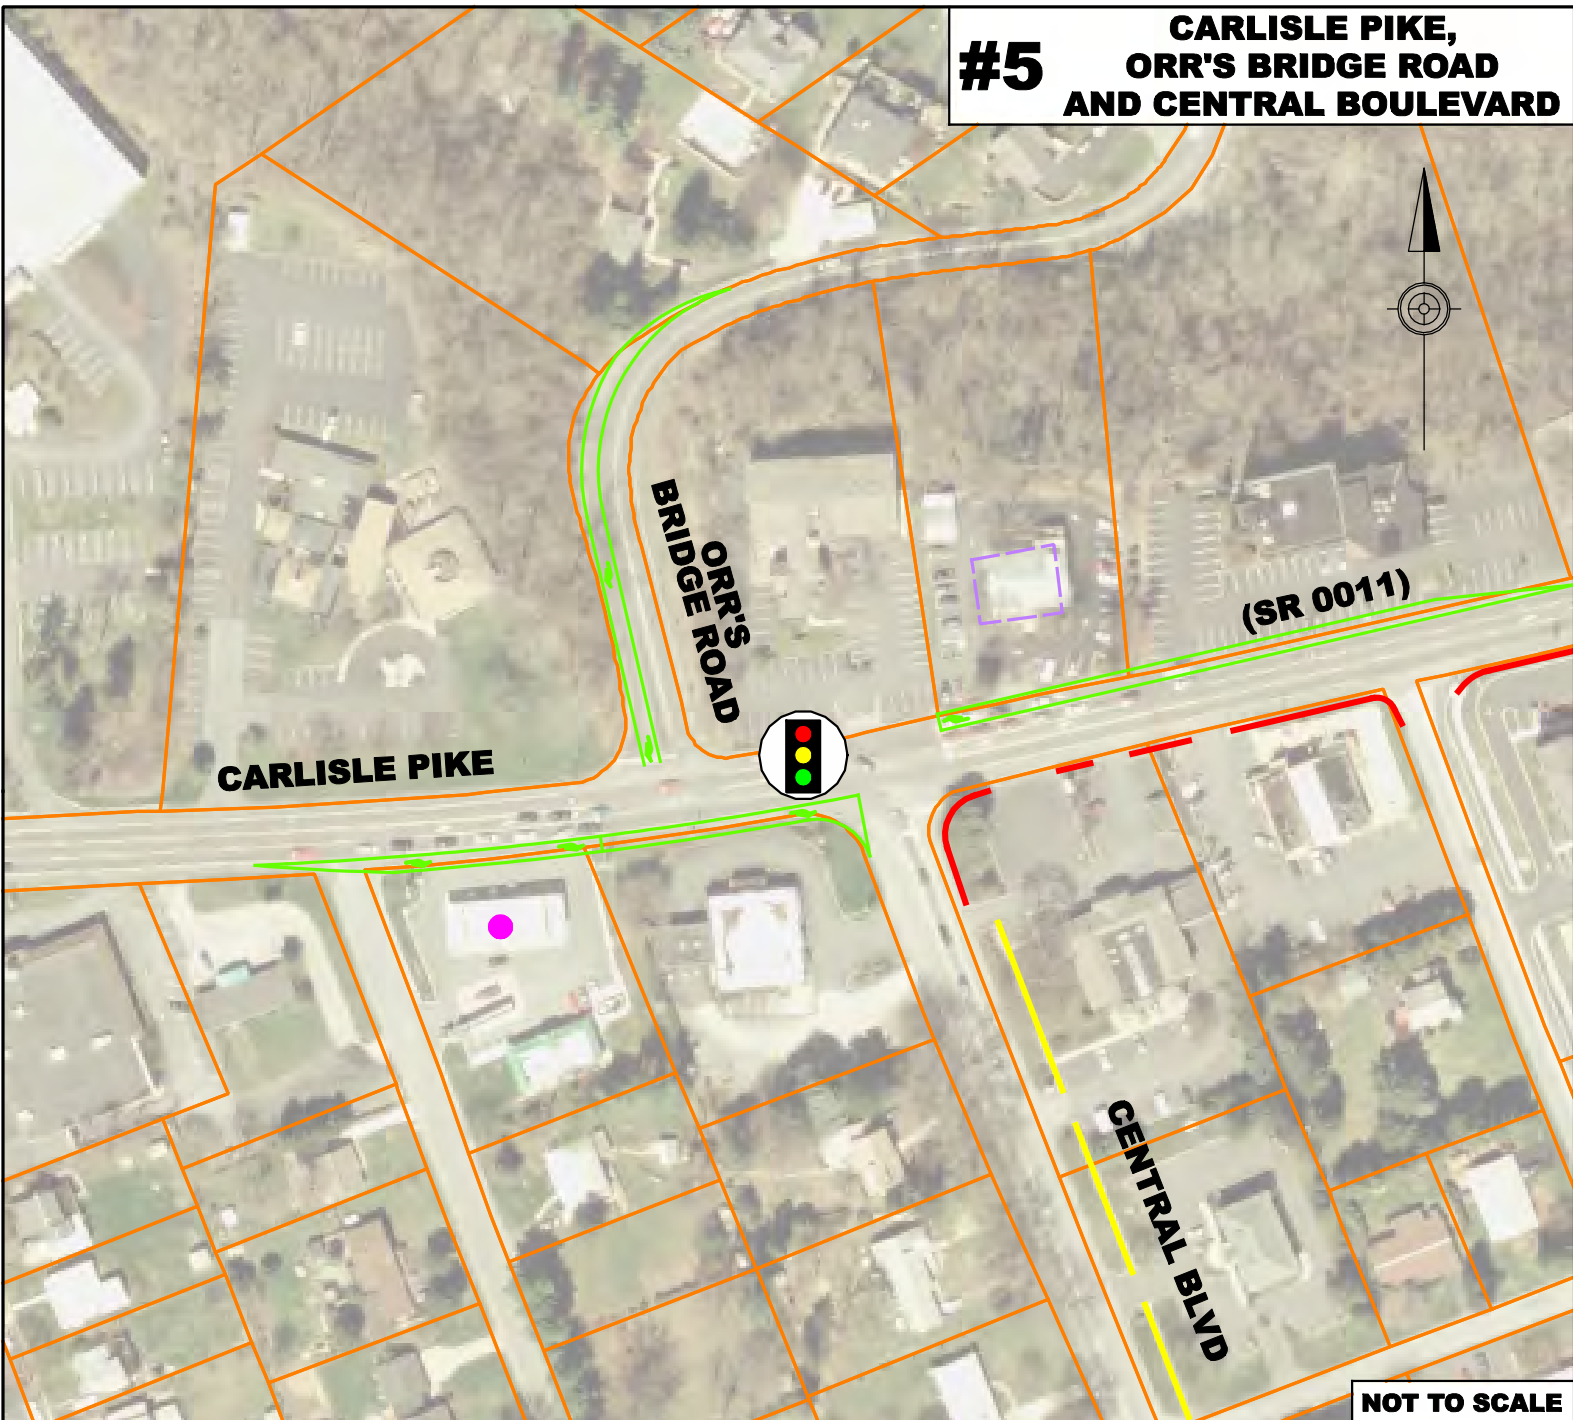 #5
CARLISLE PIKE,
ORR'S BRIDGE ROAD
AND CENTRAL BOULEVARD
ORR'S
BRIDGE ROAD
(SR 0011)
CARLISLE PIKE
CENTRAL BLVD
NOT TO SCALE